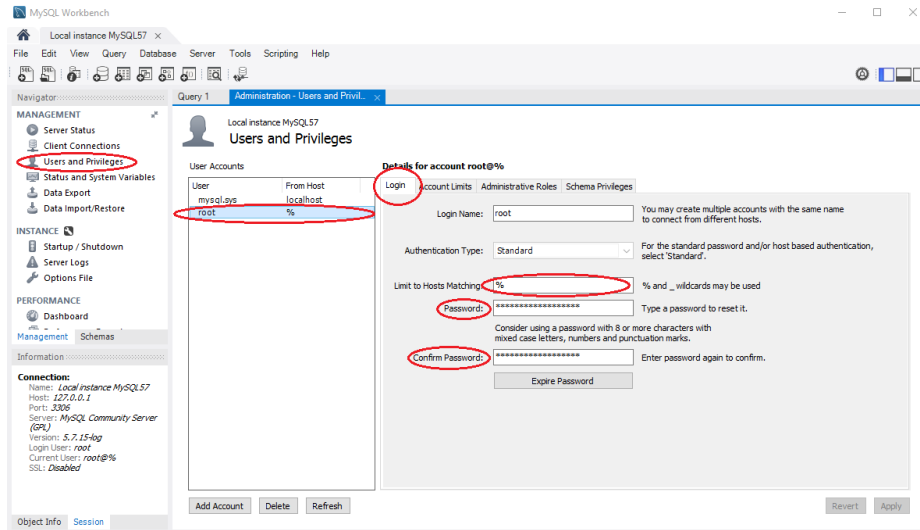 MySQL Workbench
Local instance MySQL57
File Edit View Query Database Server Tools Scripting Help
Navigator
Query 1
Administration - Users and Privil...
MANAGEMENT
Server Status
Client Connections
Users and Privileges
Status and System Variables
Data Export
Data Import/Restore
INSTANCE
Startup / Shutdown
Server Logs
Options File
PERFORMANCE
Dashboard
Management Schemas
Information
Connection:
Name: Local instance MySQL57
Host: 127.0.0.1
Port: 3306
Server: MySQL Community Server
(GPL)
Version: 5.7.15-log
Login User: root
Current User: root@%
SSL: Disabled
Object Info Session
Local instance MySQL57
Users and Privileges
User Accounts
User From Host
mysql.sys localhost
root %
Add Account Delete Refresh
Details for account root@%
Login Account Limits Administrative Roles Schema Privileges
Login Name: root
You may create multiple accounts with the same name
to connect from different hosts.
Authentication Type: Standard
For the standard password and/or host based authentication,
select 'Standard'.
Limit to Hosts Matching: % % and _ wildcards may be used
Password: ****************** Type a password to reset it.
Consider using a password with 8 or more characters with
mixed case letters, numbers and punctuation marks.
Confirm Password: ****************** Enter password again to confirm.
Expire Password
Revert Apply